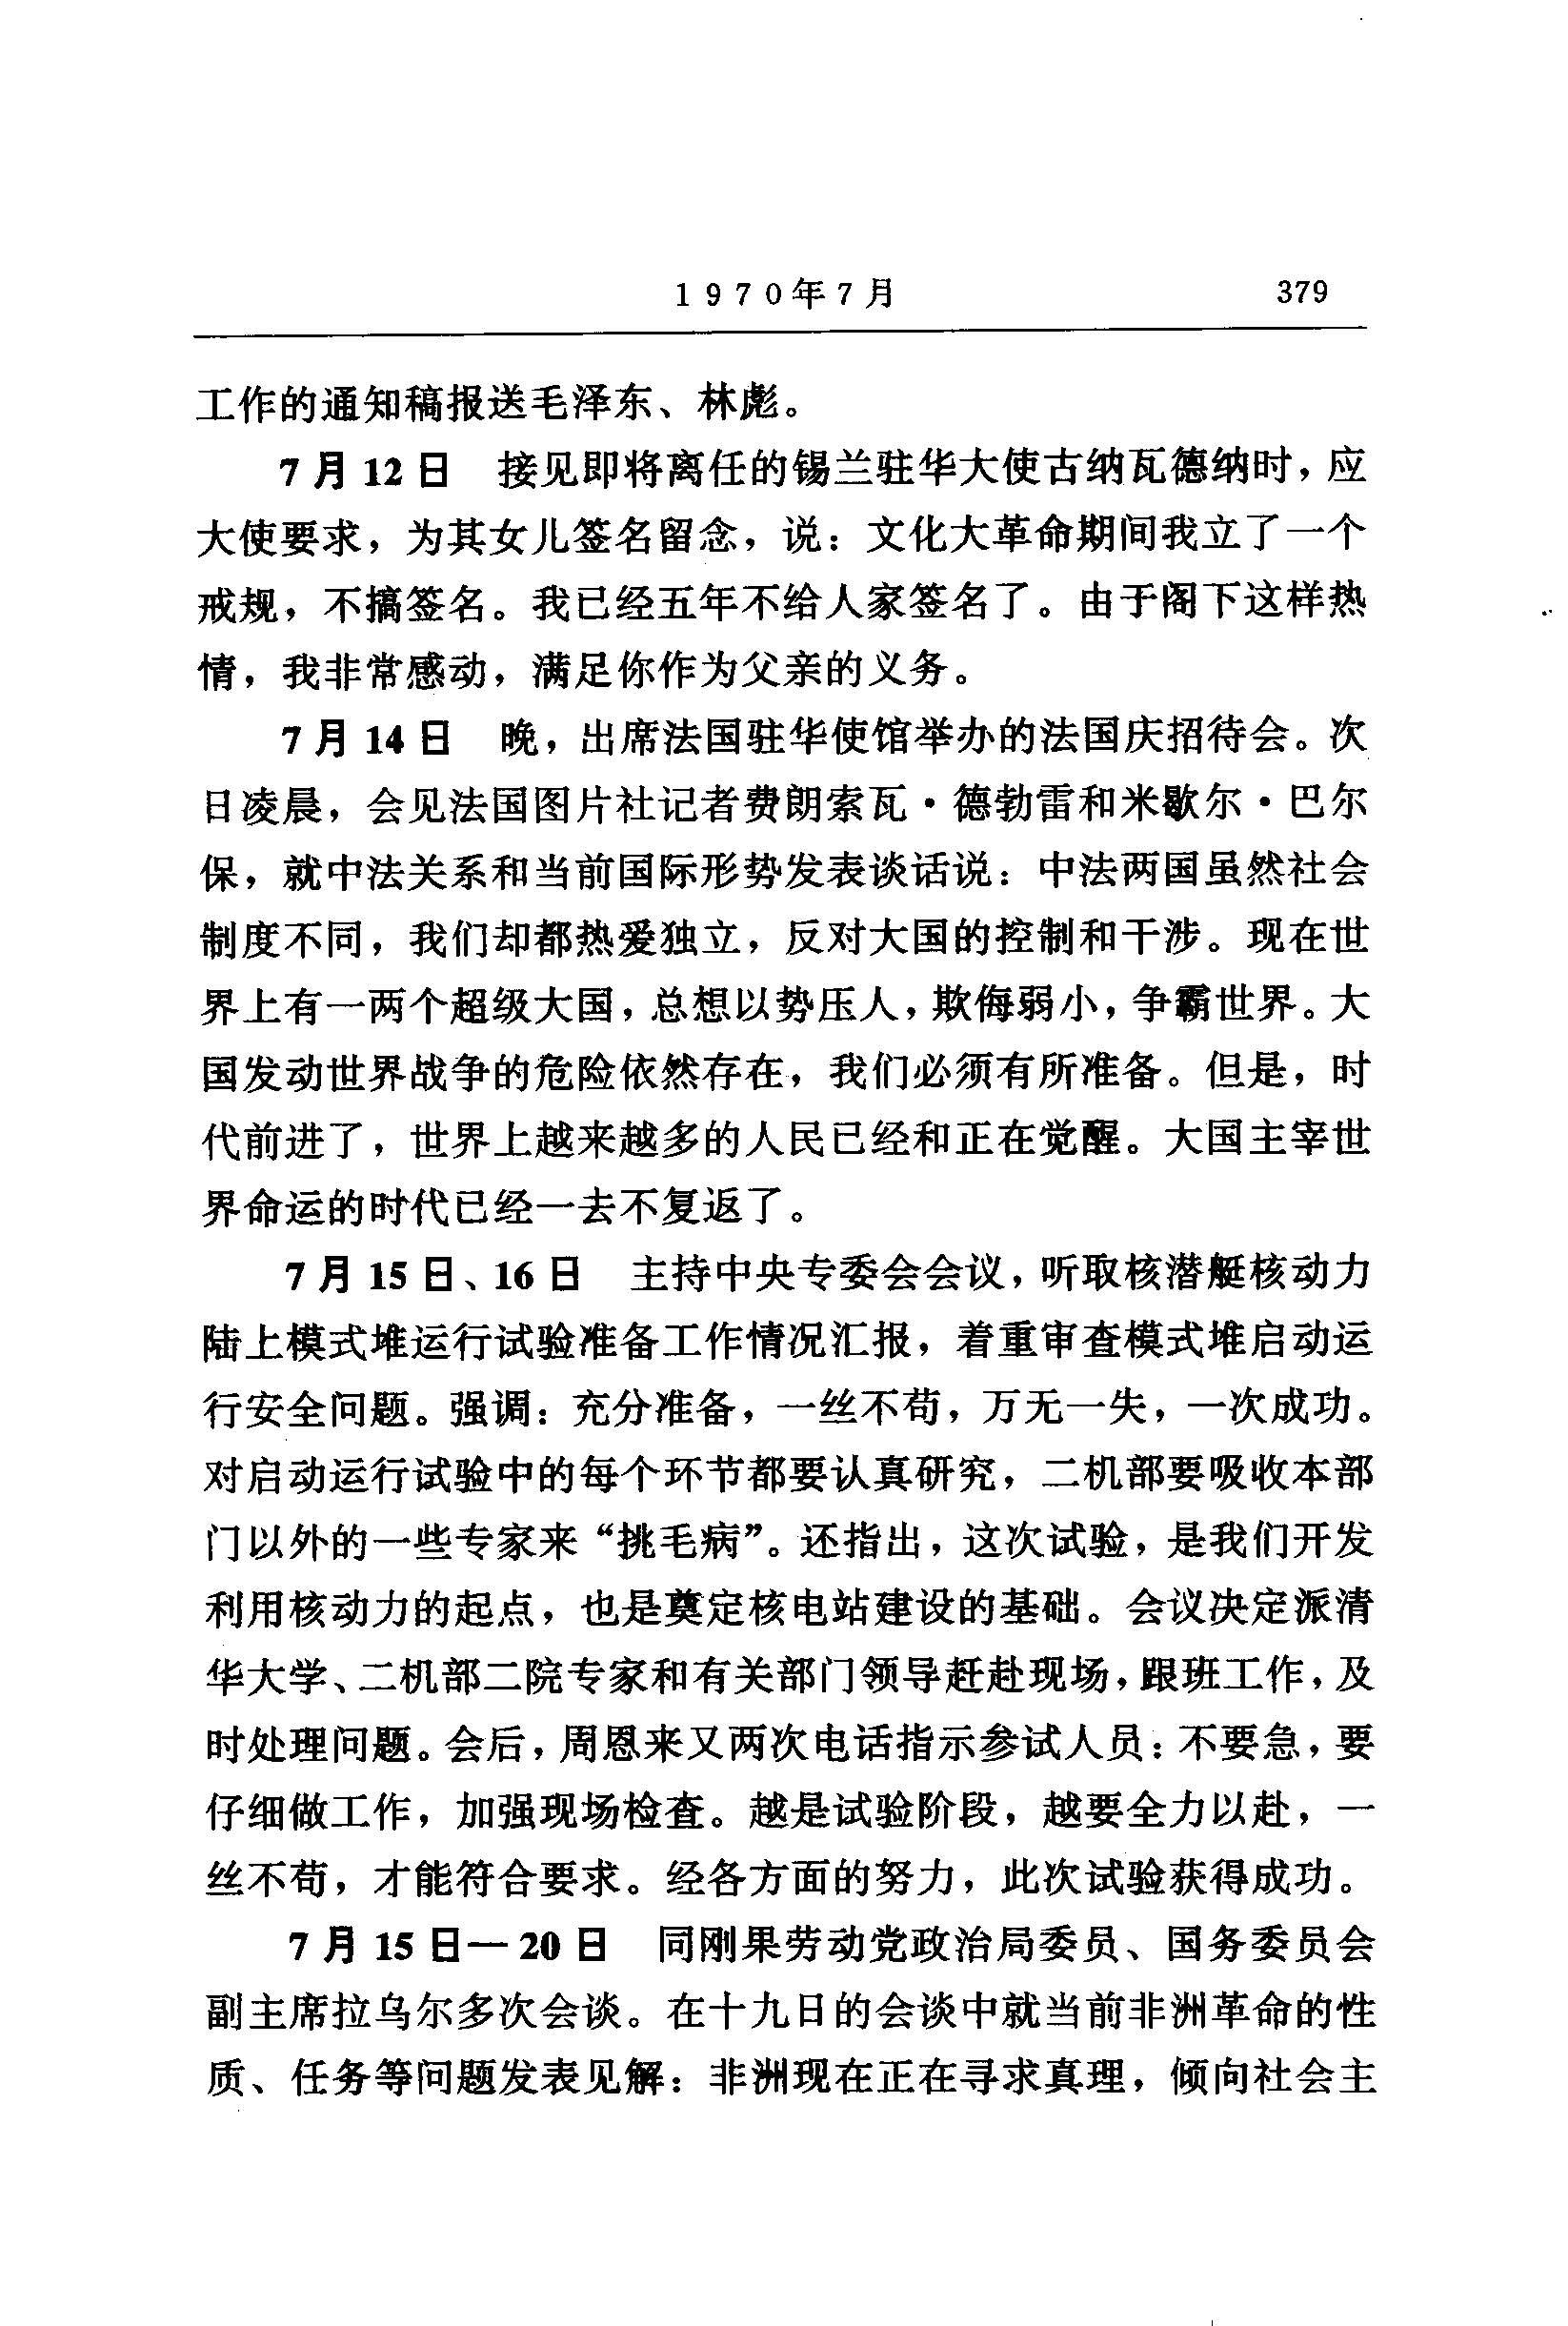 1970年7月 379
工作的通知稿报送毛泽东、林彪。
7月12日 接见即将离任的锡兰驻华大使古纳瓦德纳时，应
大使要求，为其女儿签名留念，说：文化大革命期间我立了一个
戒规，不搞签名。我已经五年不给人家签名了。由于阁下这样热
情，我非常感动，满足你作为父亲的义务。
7月14日 晚，出席法国驻华使馆举办的法国庆招待会。次
日凌晨，会见法国图片社记者费朗索瓦·德勃雷和米歇尔·巴尔
保，就中法关系和当前国际形势发表谈话说：中法两国虽然社会
制度不同，我们却都热爱独立，反对大国的控制和干涉。现在世
界上有一两个超级大国，总想以势压人，欺侮弱小，争霸世界。大
国发动世界战争的危险依然存在，我们必须有所准备。但是，时
代前进了，世界上越来越多的人民已经和正在觉醒。大国主宰世
界命运的时代已经一去不复返了。
7月15日、16日 主持中央专委会会议，听取核潜艇核动力
陆上模式堆运行试验准备工作情况汇报，着重审查模式堆启动运
行安全问题。强调：充分准备，一丝不苟，万无一失，一次成功。
对启动运行试验中的每个环节都要认真研究，二机部要吸收本部
门以外的一些专家来“挑毛病”。还指出，这次试验，是我们开发
利用核动力的起点，也是奠定核电站建设的基础。会议决定派清
华大学、二机部二院专家和有关部门领导赶赴现场，跟班工作，及
时处理问题。会后，周恩来又两次电话指示参试人员：不要急，要
仔细做工作，加强现场检查。越是试验阶段，越要全力以赴，一
丝不苟，才能符合要求。经各方面的努力，此次试验获得成功。
7月15日—20日 同刚果劳动党政治局委员、国务委员会
副主席拉乌尔多次会谈。在十九日的会谈中就当前非洲革命的性
质、任务等问题发表见解：非洲现在正在寻求真理，倾向社会主